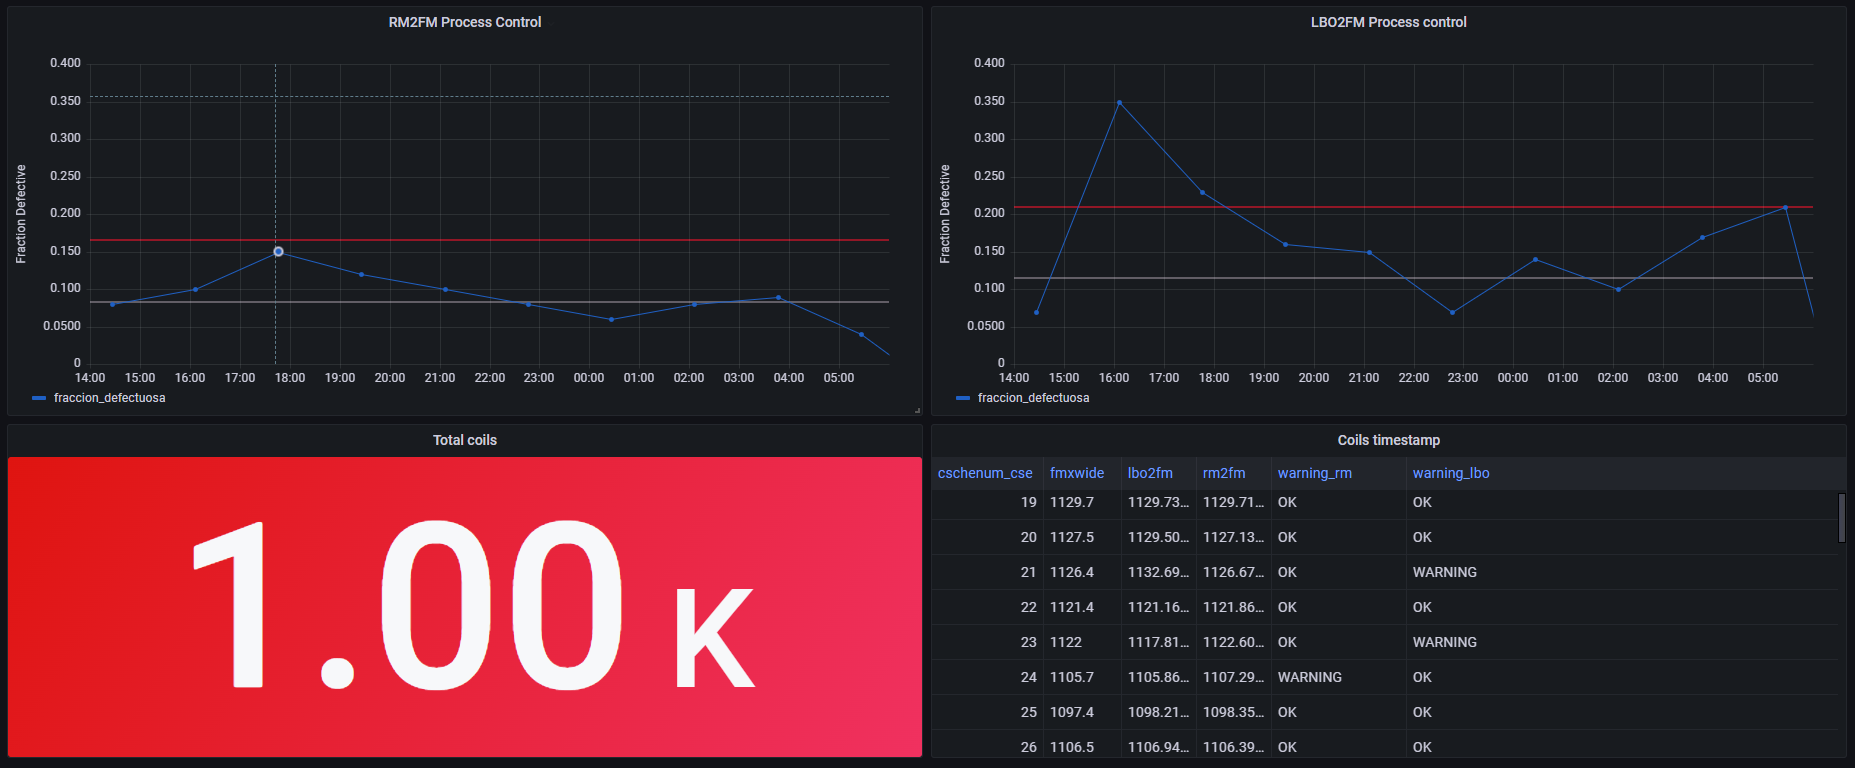 RM2FM Process Control
Fraction Defective
0.400
0.350
0.300
0.250
0.200
0.150
0.100
0.0500
0
14:00 15:00 16:00 17:00 18:00 19:00 20:00 21:00 22:00 23:00 00:00 01:00 02:00 03:00 04:00 05:00
fraccion_defectuosa
LBO2FM Process control
Fraction Defective
0.400
0.350
0.300
0.250
0.200
0.150
0.100
0.0500
0
14:00 15:00 16:00 17:00 18:00 19:00 20:00 21:00 22:00 23:00 00:00 01:00 02:00 03:00 04:00 05:00
fraccion_defectuosa
Total coils
1.00 K
Coils timestamp
cschenum_cse fmxwide lbo2fm rm2fm warning_rm warning_lbo
19 1129.7 1129.73... 1129.71... OK OK
20 1127.5 1129.50... 1127.13... OK OK
21 1126.4 1132.69... 1126.67... OK WARNING
22 1121.4 1121.16... 1121.86... OK OK
23 1122 1117.81... 1122.60... OK WARNING
24 1105.7 1105.86... 1107.29... WARNING OK
25 1097.4 1098.21... 1098.35... OK OK
26 1106.5 1106.94... 1106.39... OK OK